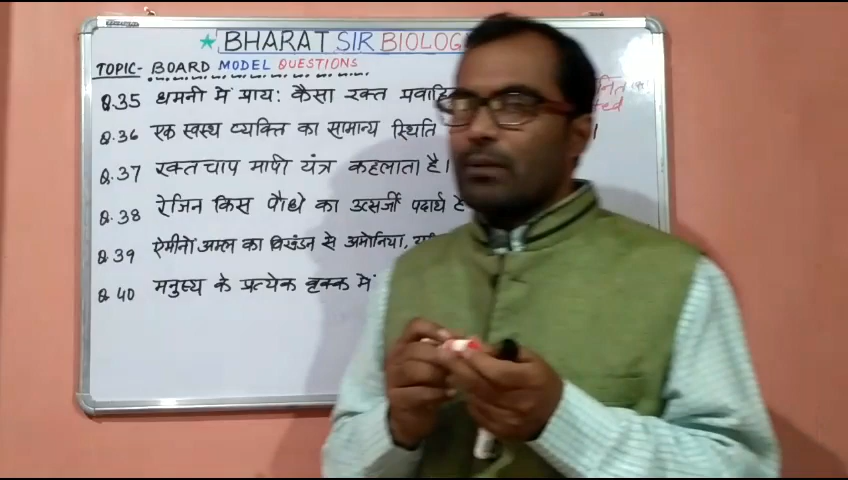 BHARAT SIR BIOLOG
TOPIC- BOARD MODEL QUESTIONS
Q.35 धमनी में प्राय: कैसा रक्त प्रवाहि
Q.36 एक स्वस्थ व्यक्ति का सामान्य स्थिति
Q.37 रक्तचाप मापी यंत्र कहलाता है।
Q.38 रेजिन किस पौधे का उत्सर्जी पदार्थ है
Q.39 ऐमीनो अम्ल का विखंडन से अमोनिया,
Q.40 मनुष्य के प्रत्येक वृक्क में